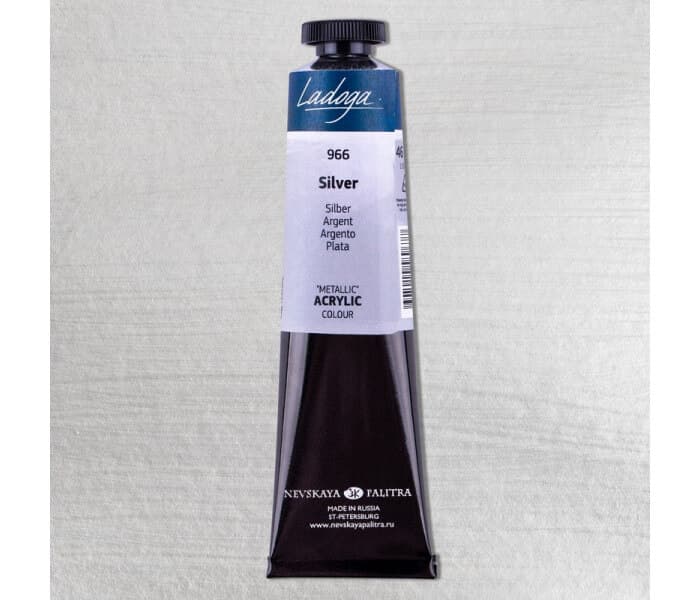 Ladoga
966
46
Silver
Silber
Argent
Argento
Plata
"METALLIC"
ACRYLIC
COLOUR
NEVSKAYA PALITRA
MADE IN RUSSIA
ST-PETERSBURG
www.nevskayapalitra.ru